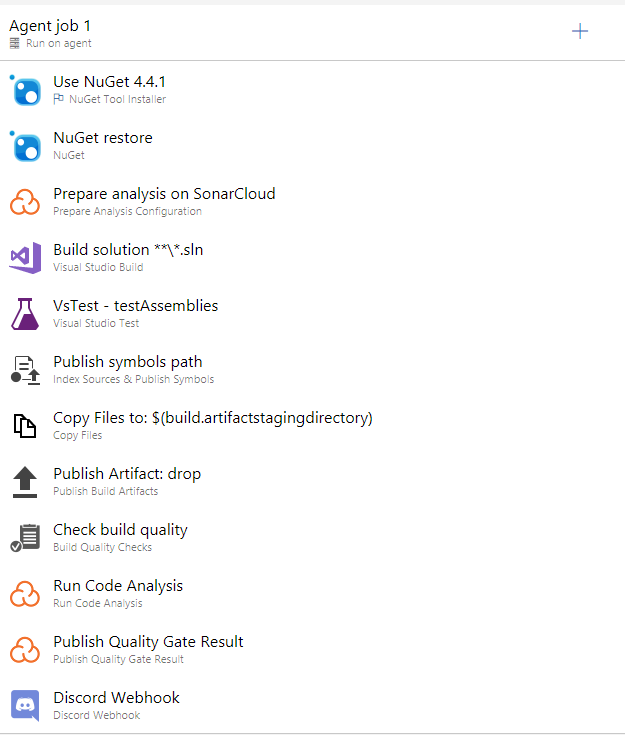 Agent job 1
Run on agent
Use NuGet 4.4.1
NuGet Tool Installer
NuGet restore
NuGet
Prepare analysis on SonarCloud
Prepare Analysis Configuration
Build solution **\*.sln
Visual Studio Build
VsTest - testAssemblies
Visual Studio Test
Publish symbols path
Index Sources & Publish Symbols
Copy Files to: $(build.artifactstagingdirectory)
Copy Files
Publish Artifact: drop
Publish Build Artifacts
Check build quality
Build Quality Checks
Run Code Analysis
Run Code Analysis
Publish Quality Gate Result
Publish Quality Gate Result
Discord Webhook
Discord Webhook